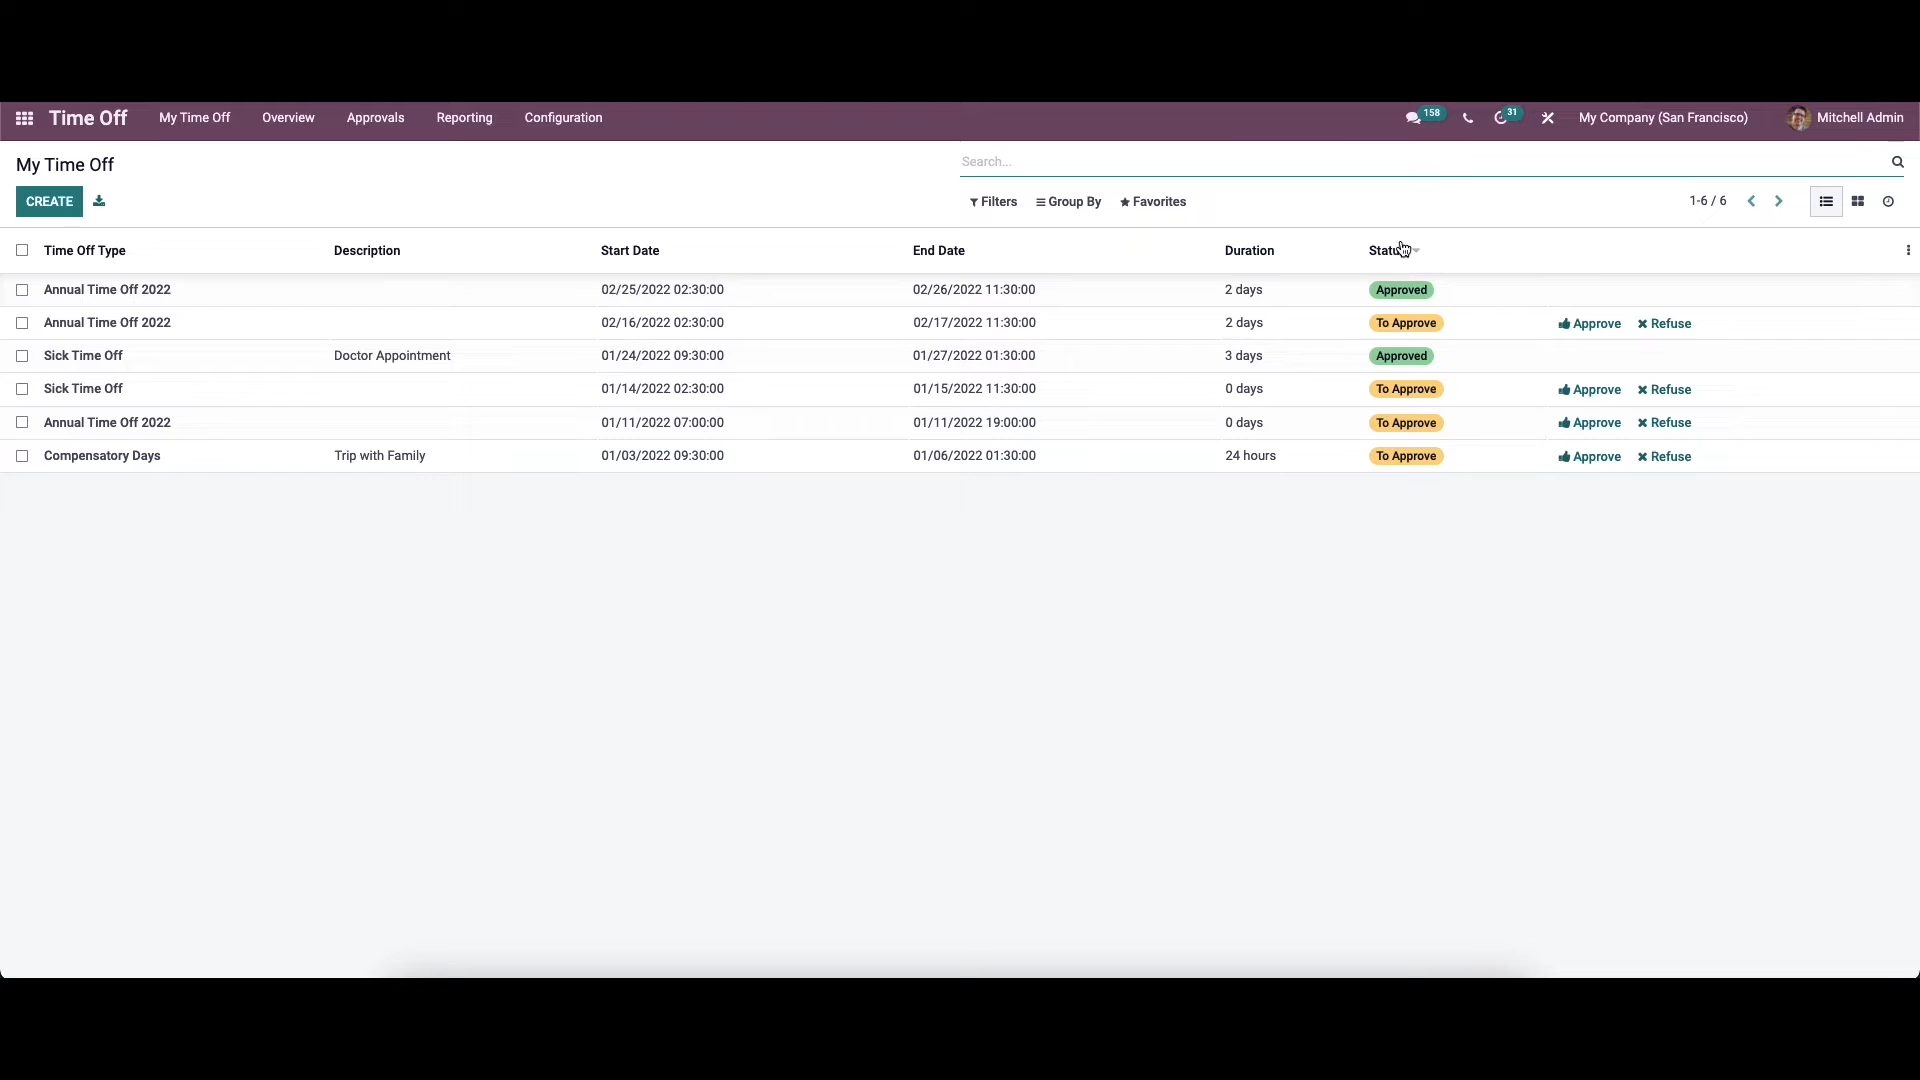 Time Off My Time Off Overview Approvals Reporting Configuration 158 31 My Company (San Francisco) Mitchell Admin
My Time Off Search...
CREATE Filters Group By Favorites 1-6 / 6
Time Off Type Description Start Date End Date Duration Status
Annual Time Off 2022 02/25/2022 02:30:00 02/26/2022 11:30:00 2 days Approved
Annual Time Off 2022 02/16/2022 02:30:00 02/17/2022 11:30:00 2 days To Approve Approve Refuse
Sick Time Off Doctor Appointment 01/24/2022 09:30:00 01/27/2022 01:30:00 3 days Approved
Sick Time Off 01/14/2022 02:30:00 01/15/2022 11:30:00 0 days To Approve Approve Refuse
Annual Time Off 2022 01/11/2022 07:00:00 01/11/2022 19:00:00 0 days To Approve Approve Refuse
Compensatory Days Trip with Family 01/03/2022 09:30:00 01/06/2022 01:30:00 24 hours To Approve Approve Refuse